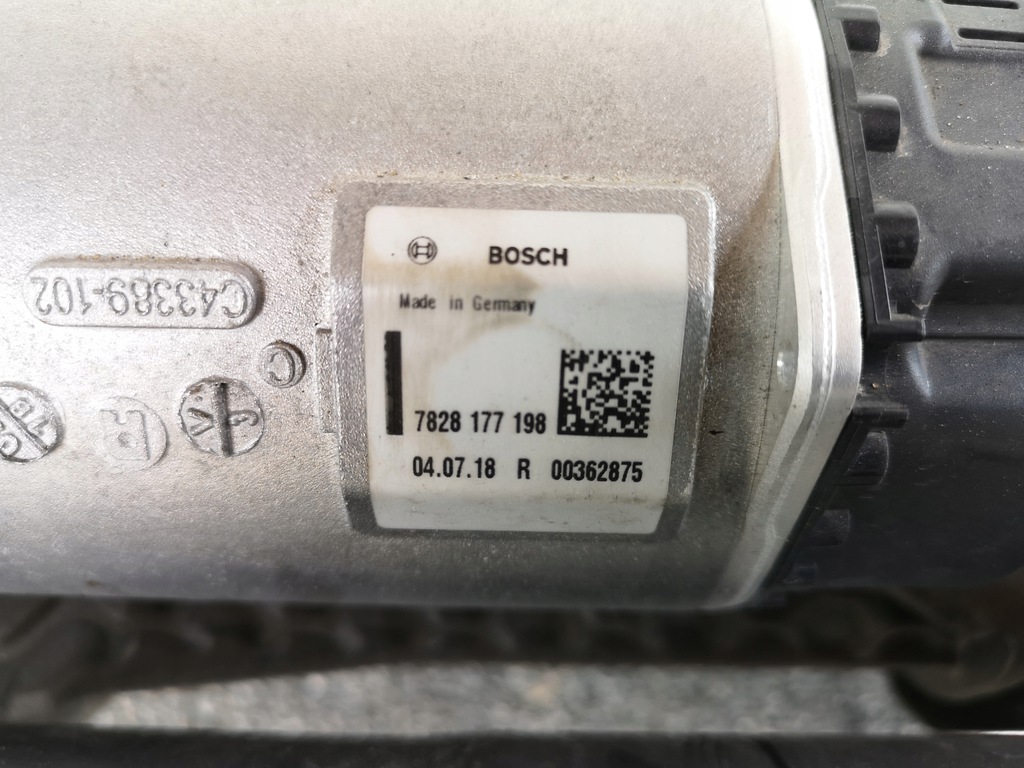 BOSCH
Made in Germany
7828 177 198
04.07.18 R 00362875
C43389-102
C
R